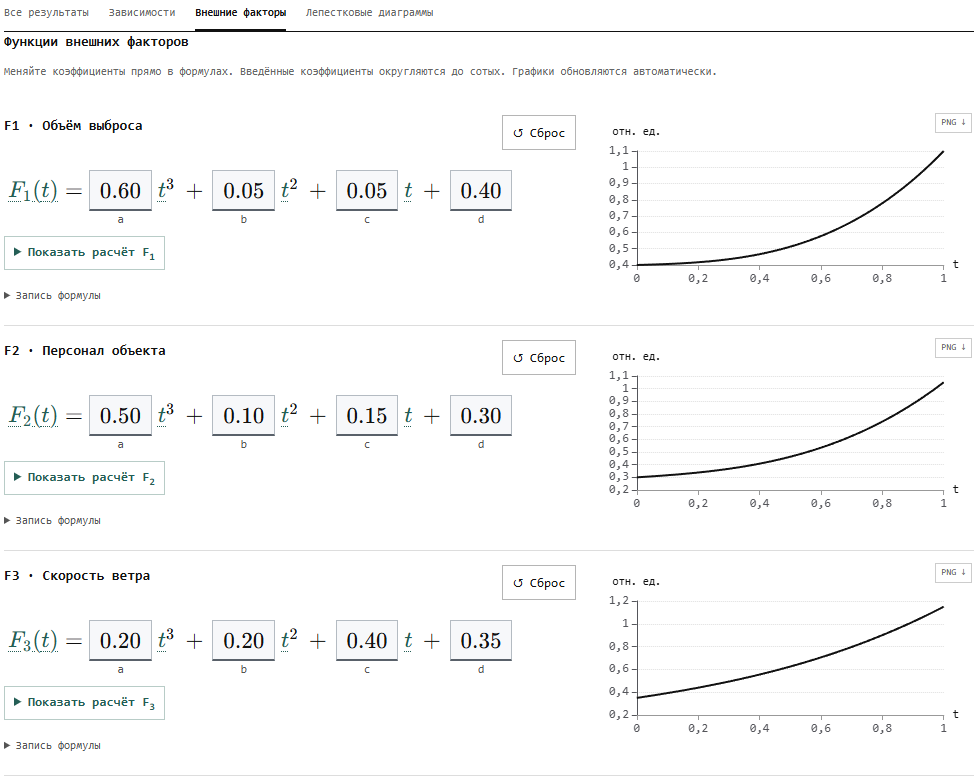 Все результаты Зависимости Внешние факторы Лепестковые диаграммы
Функции внешних факторов
Меняйте коэффициенты прямо в формулах. Введённые коэффициенты округляются до сотых. Графики обновляются автоматически.
F1 · Объём выброса
↺ Сброс
F₁(t) = 0.60 t³ + 0.05 t² + 0.05 t + 0.40
a b c d
▶ Показать расчёт F₁
▶ Запись формулы
PNG ↓
отн. ед.
1,1
1
0,9
0,8
0,7
0,6
0,5
0,4
t
0 0,2 0,4 0,6 0,8 1
F2 · Персонал объекта
↺ Сброс
F₂(t) = 0.50 t³ + 0.10 t² + 0.15 t + 0.30
a b c d
▶ Показать расчёт F₂
▶ Запись формулы
PNG ↓
отн. ед.
1,1
1
0,9
0,8
0,7
0,6
0,5
0,4
0,3
0,2
t
0 0,2 0,4 0,6 0,8 1
F3 · Скорость ветра
↺ Сброс
F₃(t) = 0.20 t³ + 0.20 t² + 0.40 t + 0.35
a b c d
▶ Показать расчёт F₃
▶ Запись формулы
PNG ↓
отн. ед.
1,2
1
0,8
0,6
0,4
0,2
t
0 0,2 0,4 0,6 0,8 1